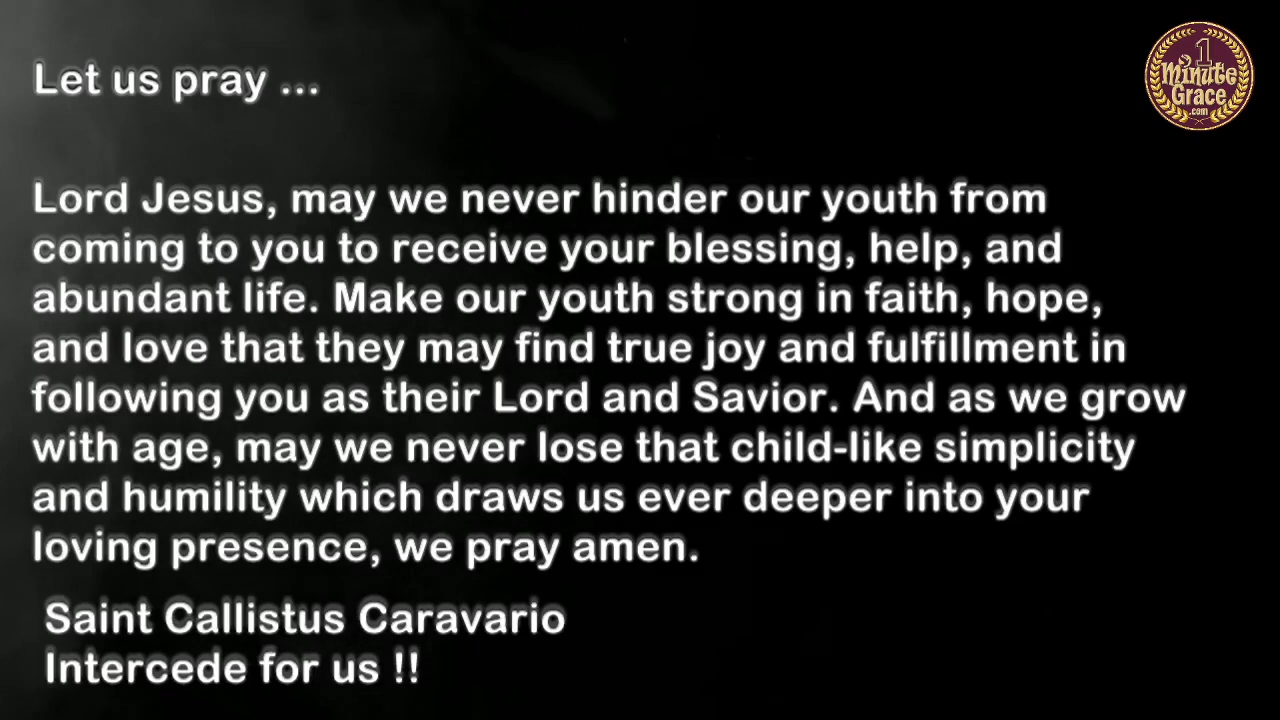 Let us pray ...
1
Minute
Grace
.com
Lord Jesus, may we never hinder our youth from
coming to you to receive your blessing, help, and
abundant life. Make our youth strong in faith, hope,
and love that they may find true joy and fulfillment in
following you as their Lord and Savior. And as we grow
with age, may we never lose that child-like simplicity
and humility which draws us ever deeper into your
loving presence, we pray amen.
Saint Callistus Caravario
Intercede for us !!